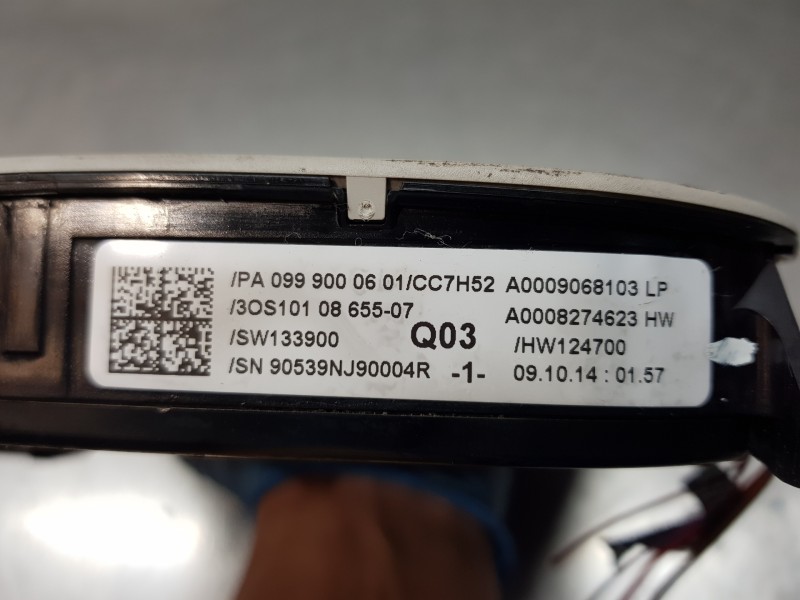 /PA 099 900 06 01/CC7H52 A0009068103 LP
/3OS101 08 655-07 A0008274623 HW
/SW133900 Q03 /HW124700
/SN 90539NJ90004R -1- 09.10.14 : 01.57